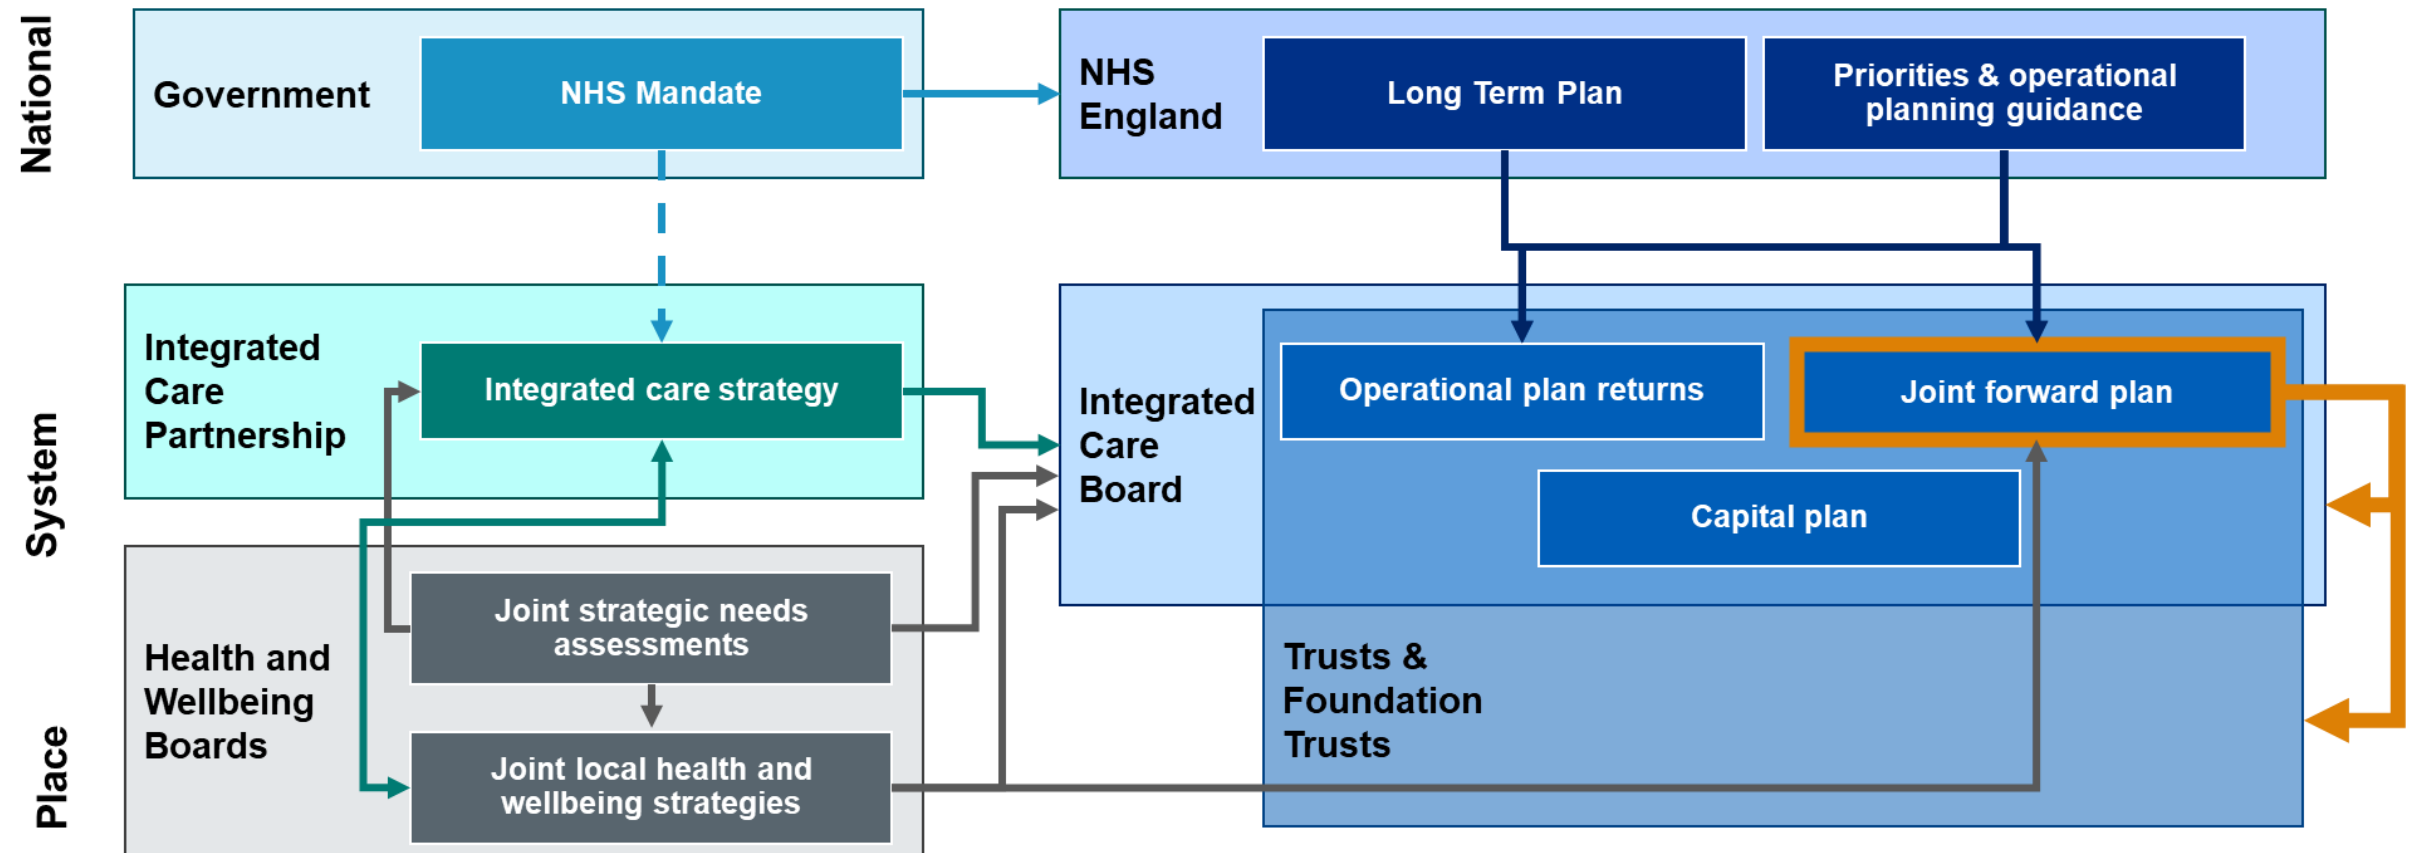 National
Government
NHS Mandate
NHS
England
Long Term Plan
Priorities & operational
planning guidance
System
Integrated
Care
Partnership
Integrated care strategy
Integrated
Care
Board
Operational plan returns
Joint forward plan
Capital plan
Place
Health and
Wellbeing
Boards
Joint strategic needs
assessments
Joint local health and
wellbeing strategies
Trusts &
Foundation
Trusts